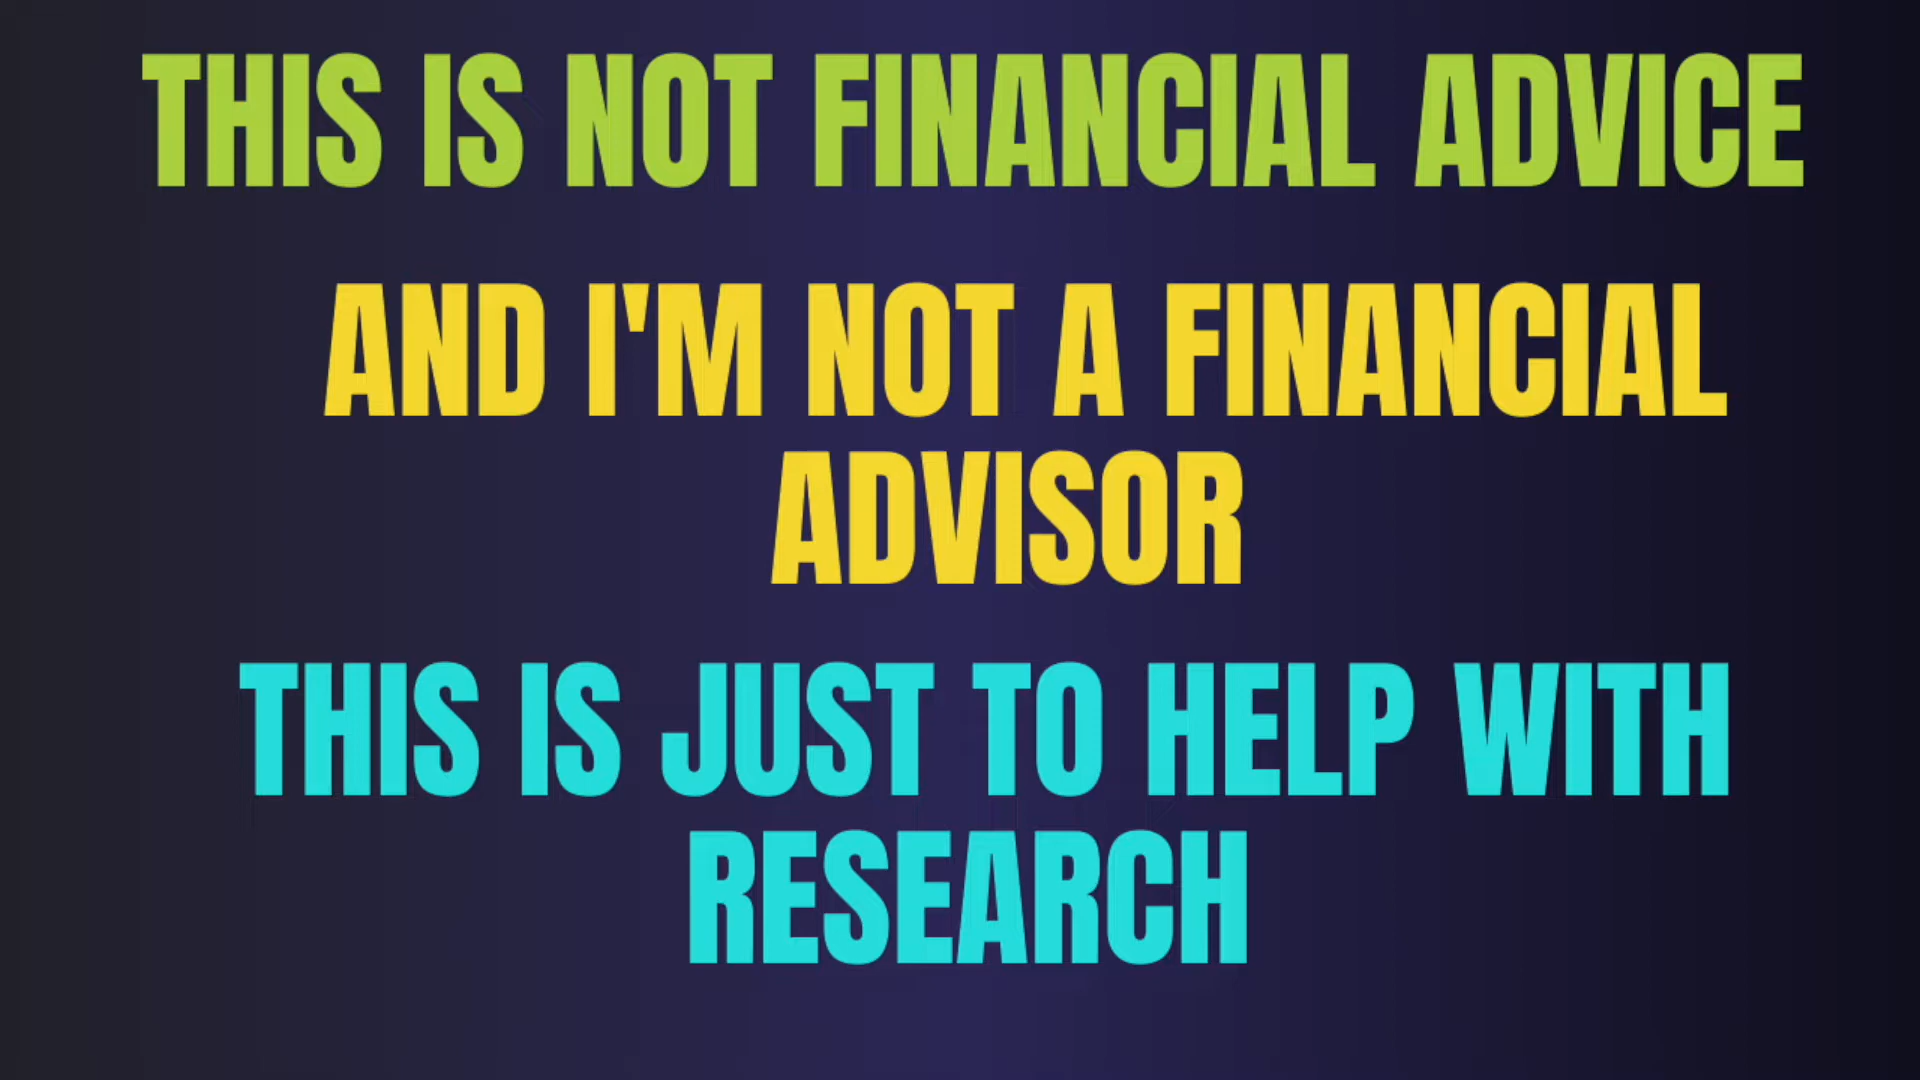 THIS IS NOT FINANCIAL ADVICE
AND I'M NOT A FINANCIAL
ADVISOR
THIS IS JUST TO HELP WITH
RESEARCH